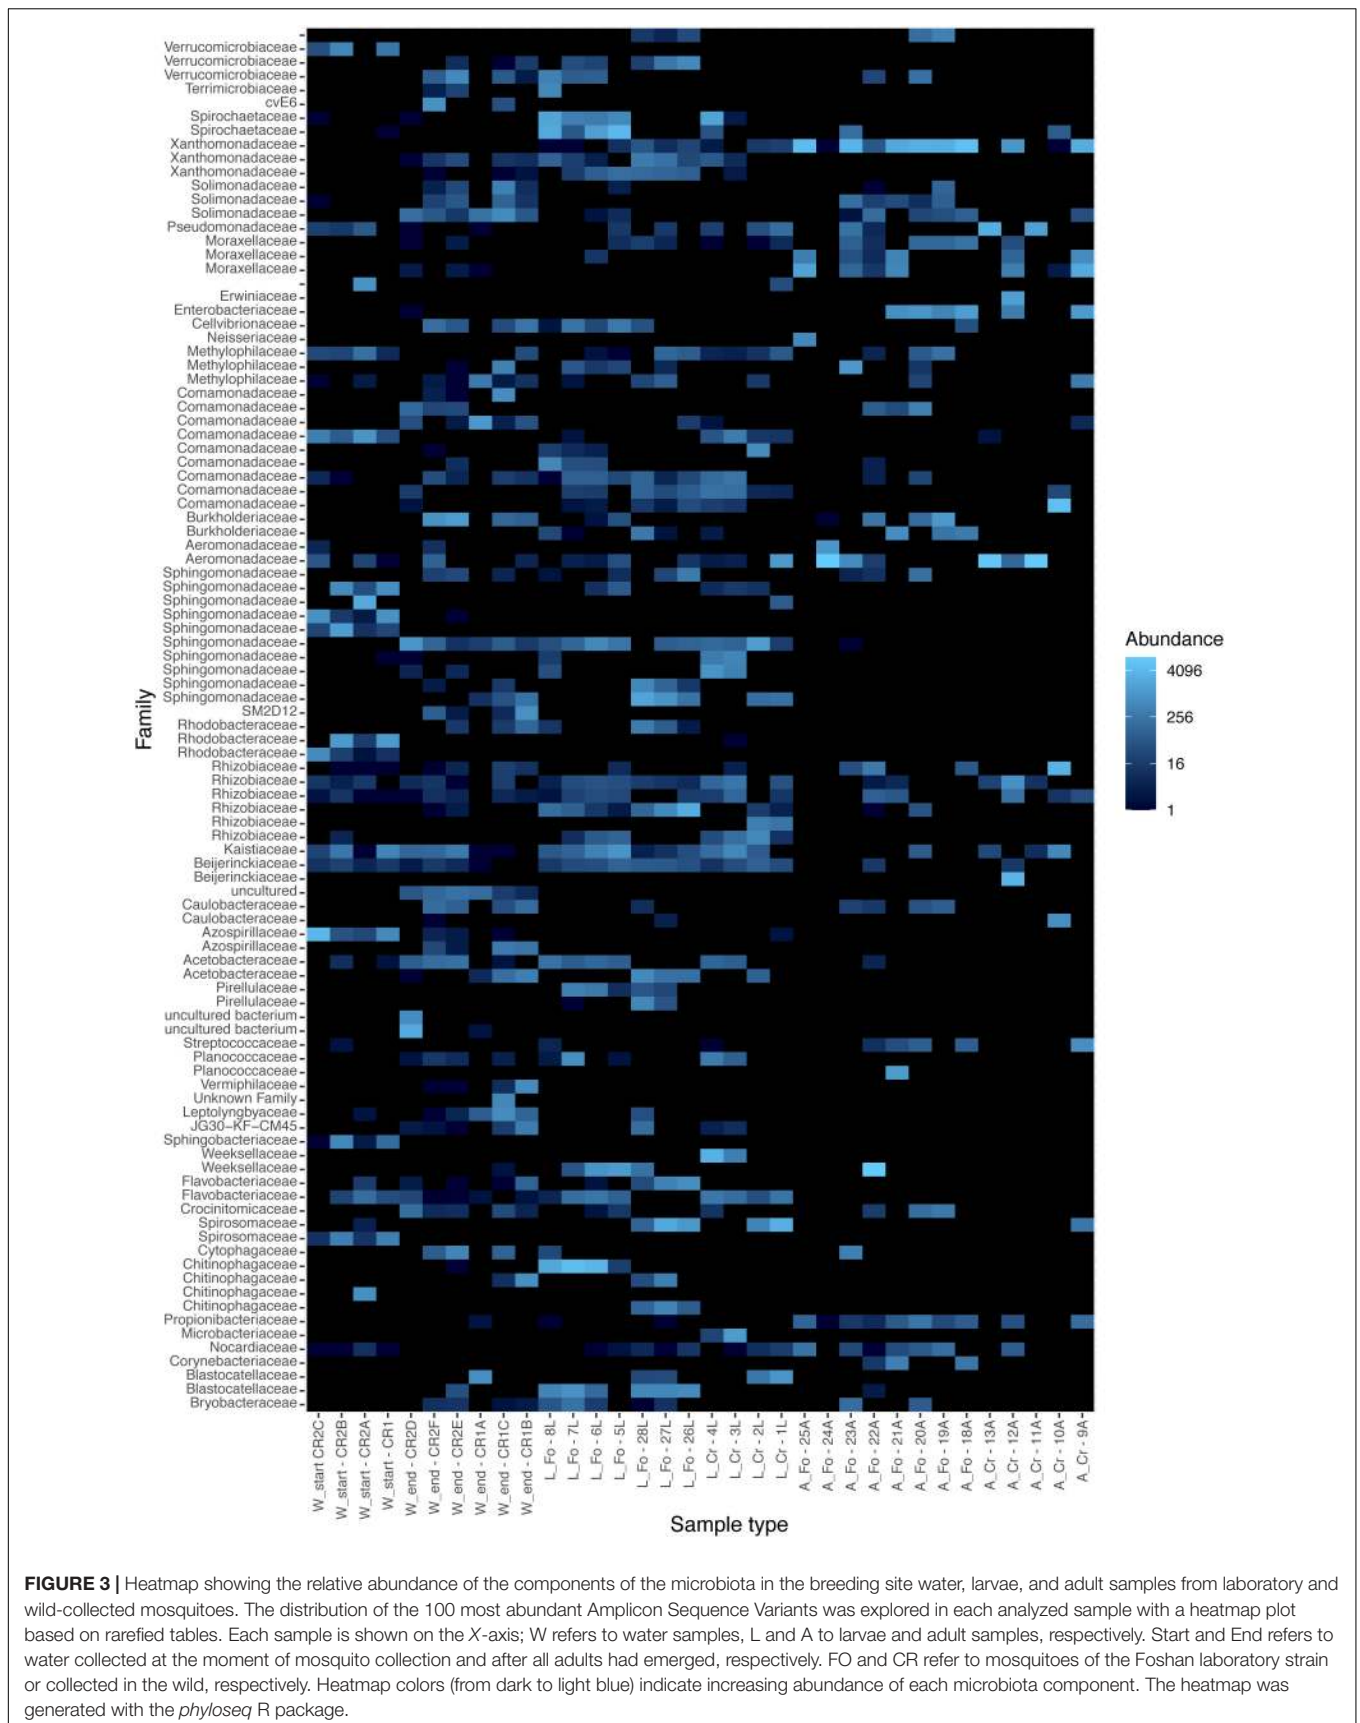 Verrucomicrobiaceae
Verrucomicrobiaceae
Verrucomicrobiaceae
Terrimicrobiaceae
cvE6
Spirochaetaceae
Spirochaetaceae
Xanthomonadaceae
Xanthomonadaceae
Xanthomonadaceae
Solimonadaceae
Solimonadaceae
Solimonadaceae
Pseudomonadaceae
Moraxellaceae
Moraxellaceae
Moraxellaceae
Erwiniaceae
Enterobacteriaceae
Cellvibrionaceae
Neisseriaceae
Methylophilaceae
Methylophilaceae
Methylophilaceae
Comamonadaceae
Comamonadaceae
Comamonadaceae
Comamonadaceae
Comamonadaceae
Comamonadaceae
Comamonadaceae
Comamonadaceae
Comamonadaceae
Burkholderiaceae
Burkholderiaceae
Aeromonadaceae
Aeromonadaceae
Sphingomonadaceae
Sphingomonadaceae
Sphingomonadaceae
Sphingomonadaceae
Sphingomonadaceae
Sphingomonadaceae
Sphingomonadaceae
Sphingomonadaceae
Sphingomonadaceae
Sphingomonadaceae
SM2D12
Rhodobacteraceae
Rhodobacteraceae
Rhodobacteraceae
Rhizobiaceae
Rhizobiaceae
Rhizobiaceae
Rhizobiaceae
Rhizobiaceae
Rhizobiaceae
Kaistiaceae
Beijerinckiaceae
Beijerinckiaceae
uncultured
Caulobacteraceae
Caulobacteraceae
Azospirillaceae
Azospirillaceae
Acetobacteraceae
Acetobacteraceae
Pirellulaceae
Pirellulaceae
uncultured bacterium
uncultured bacterium
Streptococcaceae
Planococcaceae
Planococcaceae
Vermiphilaceae
Unknown Family
Leptolyngbyaceae
JG30−KF−CM45
Sphingobacteriaceae
Weeksellaceae
Weeksellaceae
Flavobacteriaceae
Flavobacteriaceae
Crocinitomicaceae
Spirosomaceae
Spirosomaceae
Cytophagaceae
Chitinophagaceae
Chitinophagaceae
Chitinophagaceae
Chitinophagaceae
Propionibacteriaceae
Microbacteriaceae
Nocardiaceae
Corynebacteriaceae
Blastocatellaceae
Blastocatellaceae
Bryobacteraceae
Family
W_start CR2C
W_start - CR2B
W_start - CR2A
W_start - CR1
W_end - CR2D
W_end - CR2F
W_end - CR2E
W_end - CR1A
W_end - CR1C
W_end - CR1B
L_Fo - 8L
L_Fo - 7L
L_Fo - 6L
L_Fo - 5L
L_Fo - 28L
L_Fo - 27L
L_Fo - 26L
L_Cr - 4L
L_Cr - 3L
L_Cr - 2L
L_Cr - 1L
A_Fo - 25A
A_Fo - 24A
A_Fo - 23A
A_Fo - 22A
A_Fo - 21A
A_Fo - 20A
A_Fo - 19A
A_Fo - 18A
A_Cr - 13A
A_Cr - 12A
A_Cr - 11A
A_Cr - 10A
A_Cr - 9A
Sample type
Abundance
4096
256
16
1
FIGURE 3 | Heatmap showing the relative abundance of the components of the microbiota in the breeding site water, larvae, and adult samples from laboratory and
wild-collected mosquitoes. The distribution of the 100 most abundant Amplicon Sequence Variants was explored in each analyzed sample with a heatmap plot
based on rarefied tables. Each sample is shown on the X-axis; W refers to water samples, L and A to larvae and adult samples, respectively. Start and End refers to
water collected at the moment of mosquito collection and after all adults had emerged, respectively. FO and CR refer to mosquitoes of the Foshan laboratory strain
or collected in the wild, respectively. Heatmap colors (from dark to light blue) indicate increasing abundance of each microbiota component. The heatmap was
generated with the phyloseq R package.